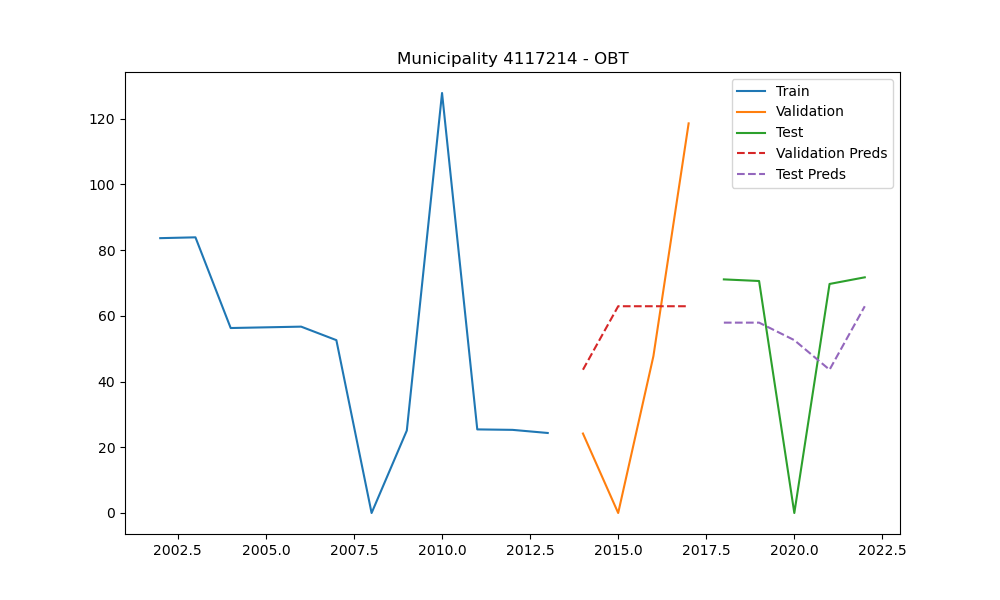 Municipality 4117214 - OBT
Train
Validation
Test
Validation Preds
Test Preds
120
100
80
60
40
20
0
2002.5 2005.0 2007.5 2010.0 2012.5 2015.0 2017.5 2020.0 2022.5